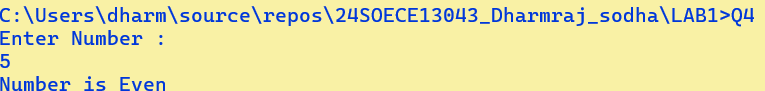 C:\Users\dharm\source\repos\24SOECE13043_Dharmraj_sodha\LAB1>Q4
Enter Number :
5
Number is Even